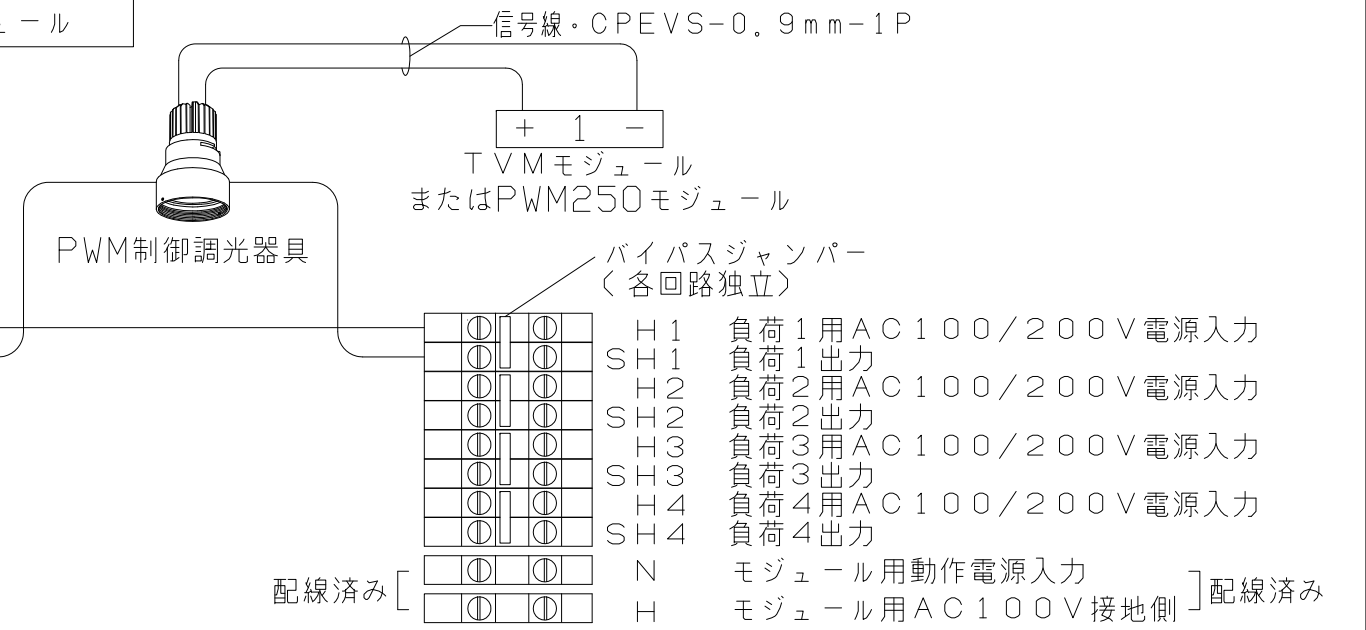 ュール
信号線・CPEVS-0.9mm-1P
+ 1 -
TVMモジュール
またはPWM250モジュール
PWM制御調光器具
バイパスジャンパー
(各回路独立)
H1 負荷1用AC100/200V電源入力
SH1 負荷1出力
H2 負荷2用AC100/200V電源入力
SH2 負荷2出力
H3 負荷3用AC100/200V電源入力
SH3 負荷3出力
H4 負荷4用AC100/200V電源入力
SH4 負荷4出力
N モジュール用動作電源入力
配線済み 配線済み
H モジュール用AC100V接地側